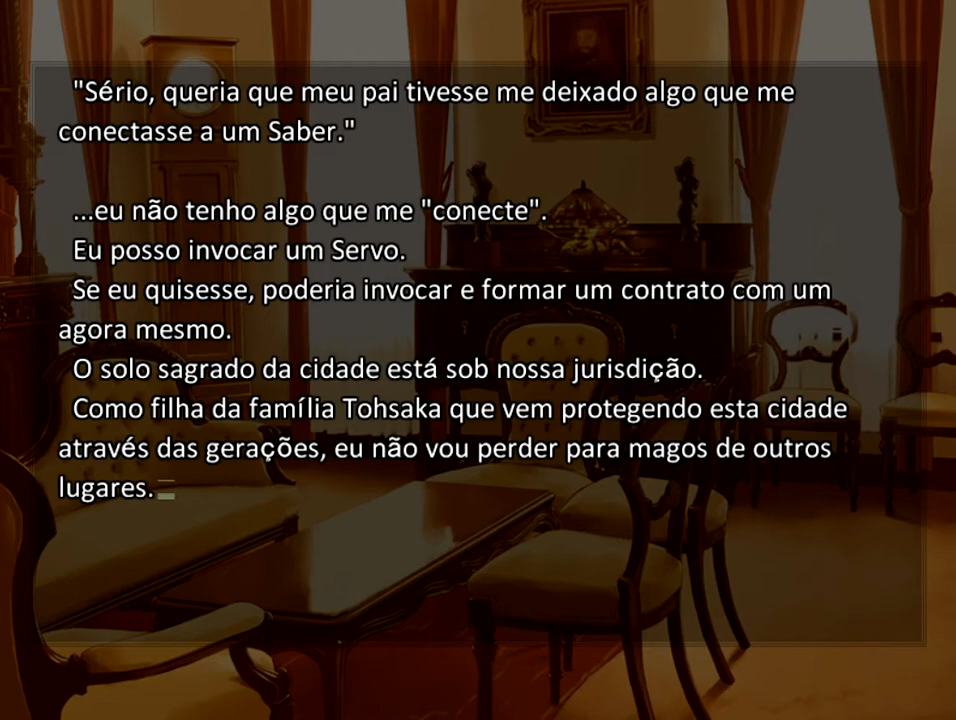 "Sério, queria que meu pai tivesse me deixado algo que me
conectasse a um Saber."
...eu não tenho algo que me "conecte".
Eu posso invocar um Servo.
Se eu quisesse, poderia invocar e formar um contrato com um
agora mesmo.
O solo sagrado da cidade está sob nossa jurisdição.
Como filha da família Tohsaka que vem protegendo esta cidade
através das gerações, eu não vou perder para magos de outros
lugares.